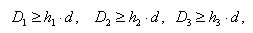 D₁ ≥ h₁ · d , D₂ ≥ h₂ · d , D₃ ≥ h₃ · d ,